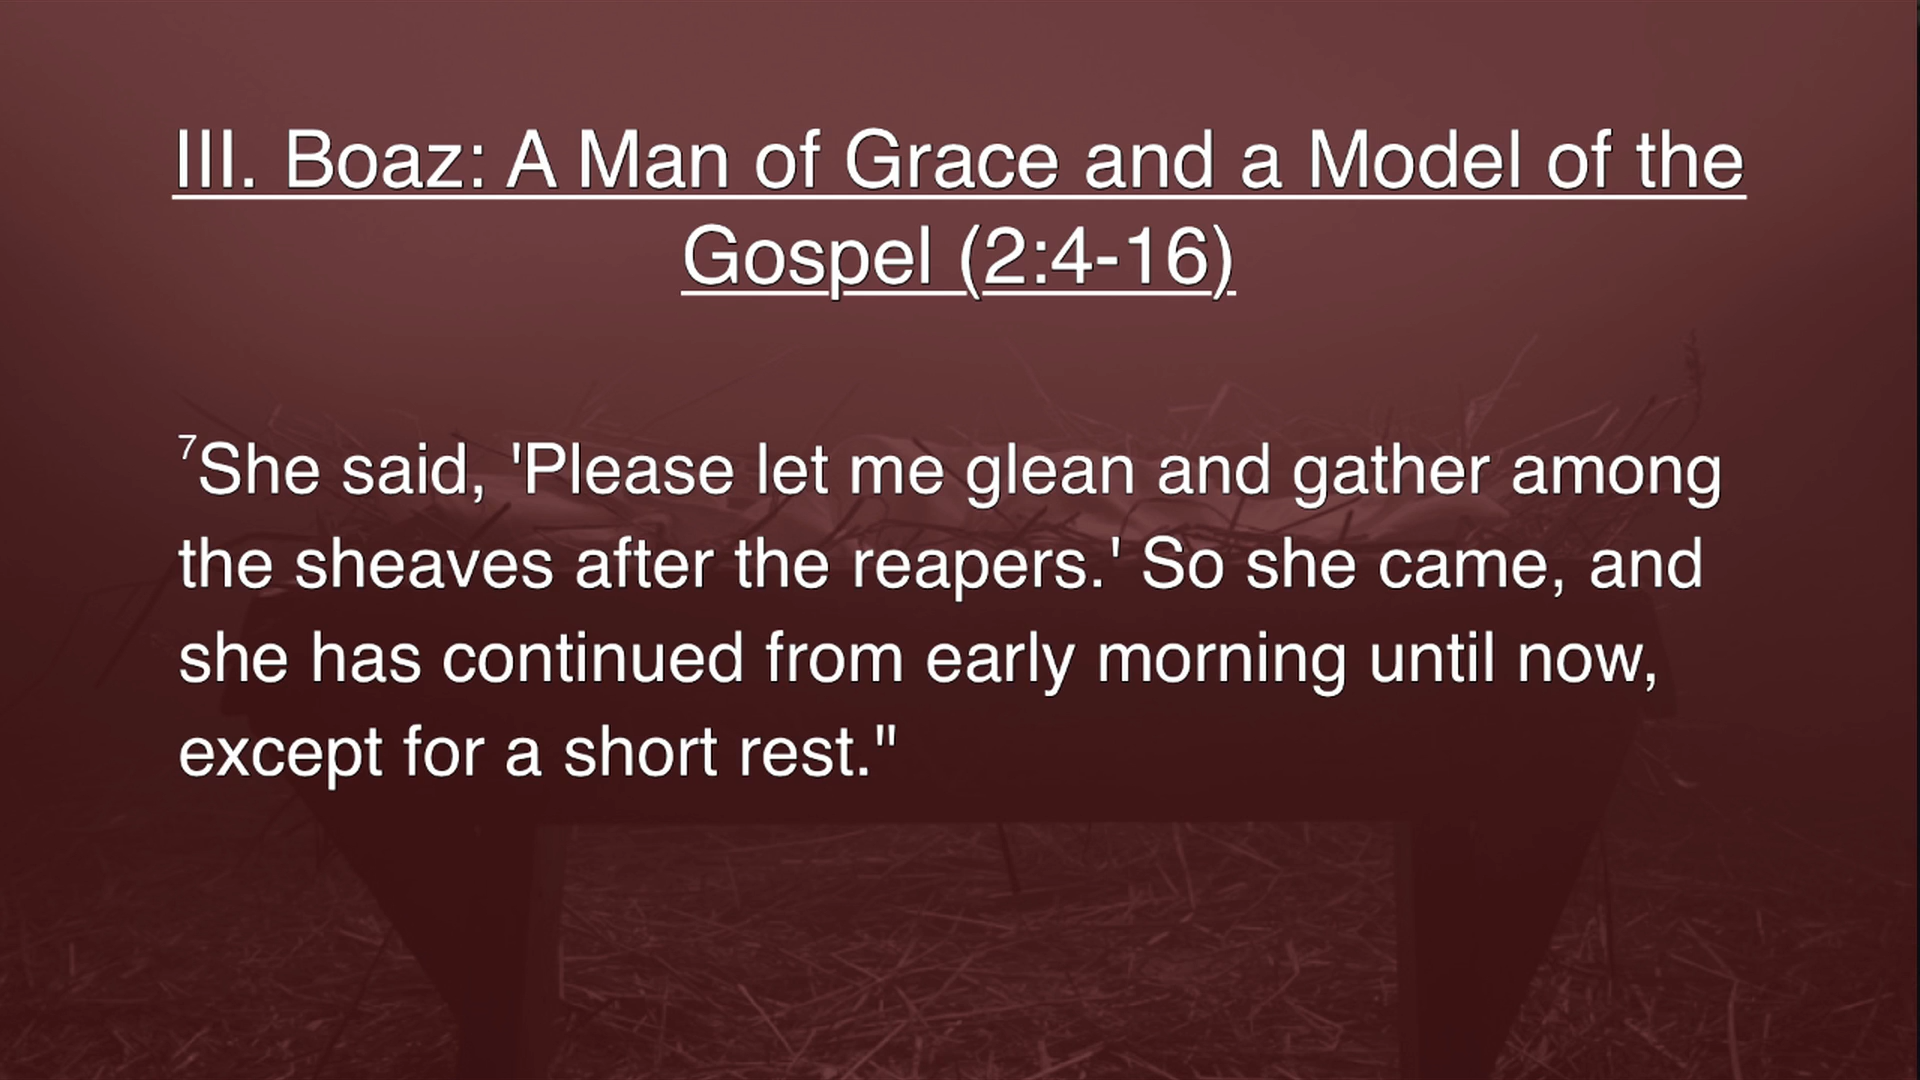 III. Boaz: A Man of Grace and a Model of the
Gospel (2:4-16)
7She said, 'Please let me glean and gather among
the sheaves after the reapers.' So she came, and
she has continued from early morning until now,
except for a short rest."